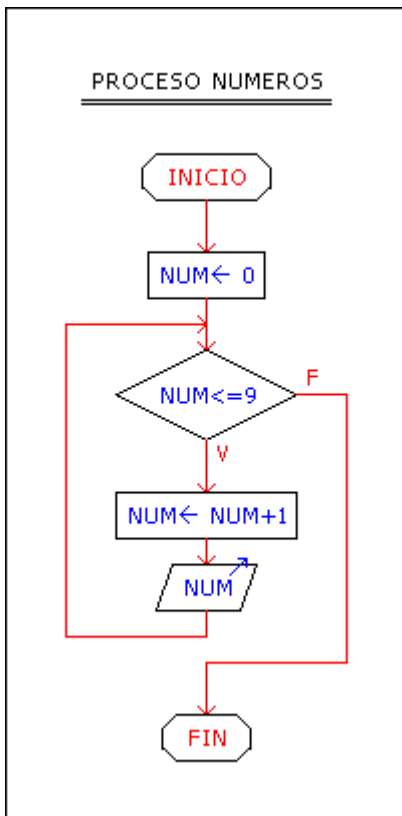 PROCESO NUMEROS
INICIO
NUM← 0
NUM<=9
F
V
NUM← NUM+1
NUM
FIN